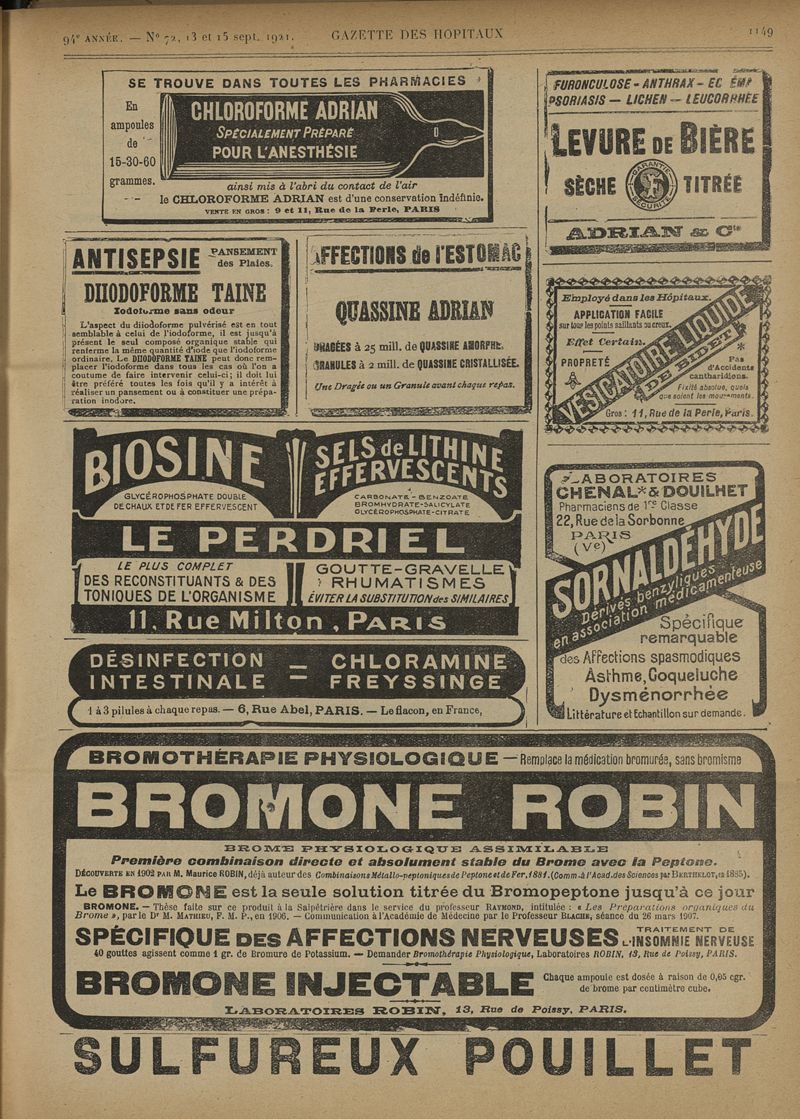 94e ANNÉE. — No 72, 13 et 15 sept. 1921.
GAZETTE DES HOPITAUX
1149
SE TROUVE DANS TOUTES LES PHARMACIES
En
ampoules
de
15-30-60
grammes.
CHLOROFORME ADRIAN
SPÉCIALEMENT PRÉPARÉ
POUR L'ANESTHÉSIE
ainsi mis à l'abri du contact de l'air
le CHLOROFORME ADRIAN est d'une conservation indéfinie.
VENTE EN GROS : 9 et 11, Rue de la Perle, PARIS
FURONCULOSE - ANTHRAX - EC
PSORIASIS — LICHEN — LEUCORRHÉE
LEVURE DE BIÈRE
SÈCHE
GARANTIE
SÉCURITÉ
TITRÉE
ADRIAN & Cie
ANTISEPSIE
PANSEMENT
des Plaies.
DIIODOFORME TAINE
Iodoforme sans odeur
L'aspect du diiodoforme pulvérisé est en tout
semblable à celui de l'iodoforme, il est jusqu'à
présent le seul composé organique stable qui
renferme la même quantité d'iode que l'iodoforme
ordinaire. Le DIIODOFORME TAINE peut donc rem-
placer l'iodoforme dans tous les cas où l'on a
coutume de faire intervenir celui-ci; il doit lui
être préféré toutes les fois qu'il y a intérêt à
réaliser un pansement ou à constituer une prépa-
ration inodore.
AFFECTIONS de l'ESTOMAC
QUASSINE ADRIAN
DRAGÉES à 25 mill. de QUASSINE AMORPHE.
GRANULES à 2 mill. de QUASSINE CRISTALLISÉE.
Une Dragée ou un Granule avant chaque repas.
Employé dans les Hôpitaux.
APPLICATION FACILE
sur tous les points saillants ou creux.
Effet Certain.
PROPRETÉ
VÉSICATOIRE LIQUIDE
DE BIDET
Pas
d'Accidents
cantharidiens.
Fixité absolue, quels
que soient les mouvements.
Gros : 11, Rue de la Perle, Paris.
BIOSINE
GLYCÉROPHOSPHATE DOUBLE
DE CHAUX ET DE FER EFFERVESCENT
SELS de LITHINE
EFFERVESCENTS
CARBONATE - BENZOATE
BROMHYDRATE - SALICYLATE
GLYCÉROPHOSPHATE - CITRATE
LE PERDRIEL
LE PLUS COMPLET
DES RECONSTITUANTS & DES
TONIQUES DE L'ORGANISME
GOUTTE - GRAVELLE
RHUMATISMES
ÉVITER LA SUBSTITUTION des SIMILAIRES
11, Rue Milton, PARIS
LABORATOIRES
CHENAL* & DOUILHET
Pharmaciens de 1re Classe
22, Rue de la Sorbonne
PARIS
(Ve)
SORNALDÉHYDE
Dérivés benzyliques
en association médicamenteuse
Spécifique
remarquable
des Affections spasmodiques
Asthme, Coqueluche
Dysménorrhée
Littérature et Echantillon sur demande.
DÉSINFECTION
INTESTINALE
CHLORAMINE
FREYSSINGE
1 à 3 pilules à chaque repas. — 6, Rue Abel, PARIS. — Le flacon, en France,
BROMOTHÉRAPIE PHYSIOLOGIQUE — Remplace la médication bromurée, sans bromisme
BROMONE ROBIN
BROME PHYSIOLOGIQUE ASSIMILABLE
Première combinaison directe et absolument stable du Brome avec la Peptone.
DÉCOUVERTE EN 1902 PAR M. Maurice ROBIN, déjà auteur des Combinaisons Métallo-peptoniques de Peptone et de Fer, 1881. (Comm. à l'Acad. des Sciences par BERTHELOT, en 1885).
Le BROMONE est la seule solution titrée du Bromopeptone jusqu'à ce jour
BROMONE. — Thèse faite sur ce produit à la Salpêtrière dans le service du professeur RAYMOND, intitulée : « Les Préparations organiques du
Brome », par le Dr M. MATHIEU, F. M. P., en 1906. — Communication à l'Académie de Médecine par le Professeur BLACHE, séance du 26 mars 1907.
SPÉCIFIQUE DES AFFECTIONS NERVEUSES
TRAITEMENT DE
L'INSOMNIE NERVEUSE
40 gouttes agissent comme 1 gr. de Bromure de Potassium. — Demander Bromothérapie Physiologique, Laboratoires ROBIN, 13, Rue de Poissy, PARIS.
BROMONE INJECTABLE
Chaque ampoule est dosée à raison de 0,05 cgr.
de brome par centimètre cube.
LABORATOIRES ROBIN, 13, Rue de Poissy, PARIS.
SULFUREUX POUILLET